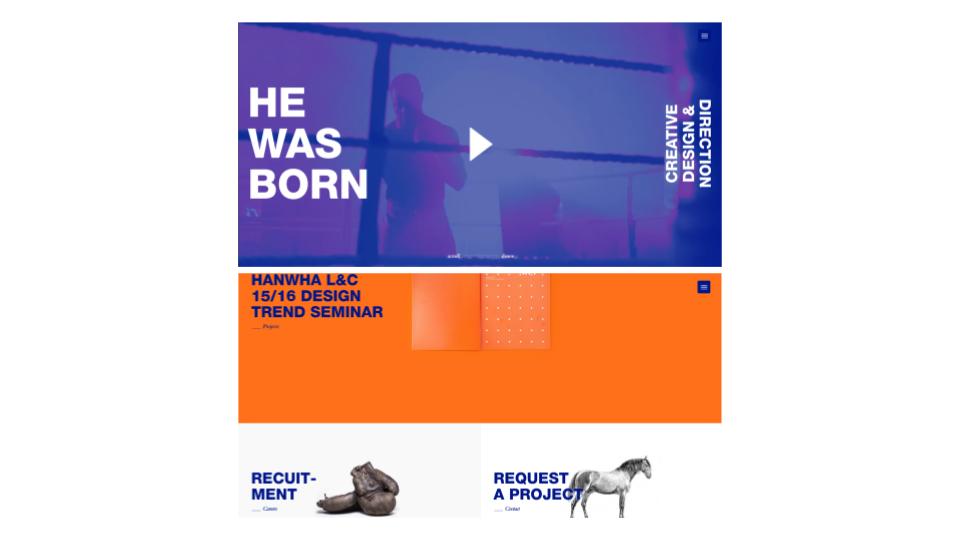 HE
WAS
BORN
CREATIVE
DESIGN &
DIRECTION
scroll
down
HANWHA L&C
15/16 DESIGN
TREND SEMINAR
Projects
RECUIT-
MENT
Careers
REQUEST
A PROJECT
Contact